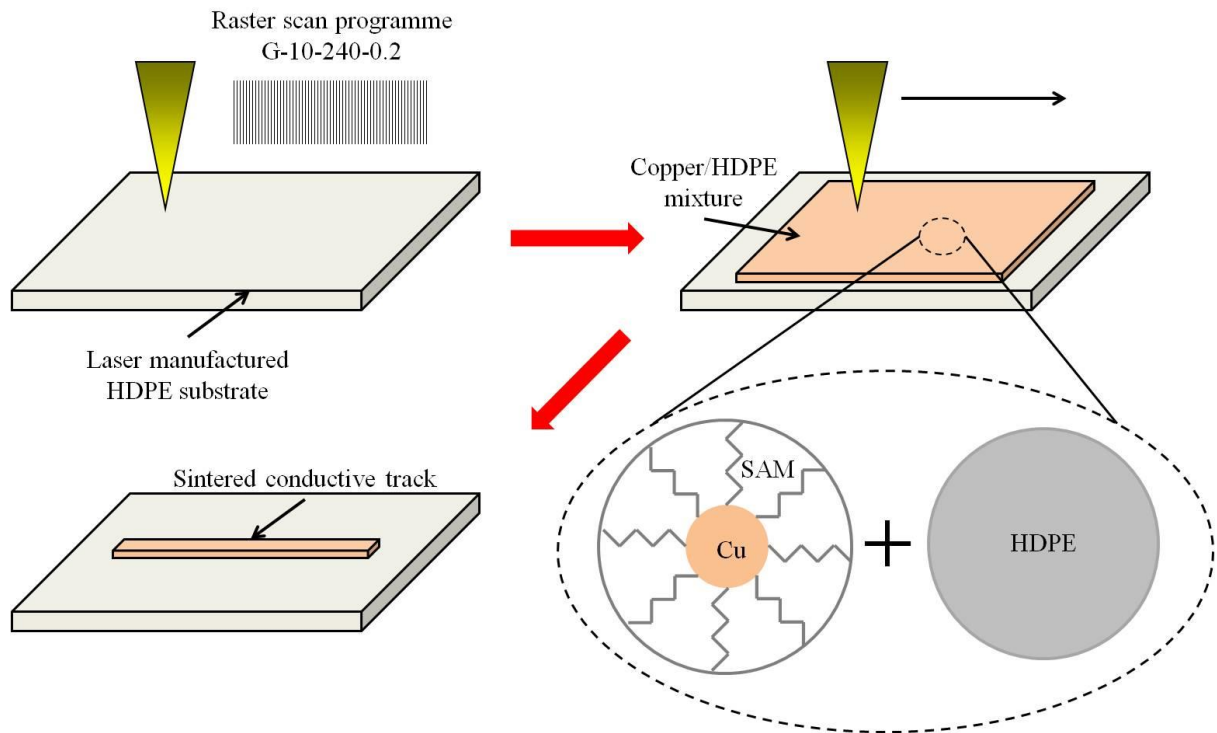 Raster scan programme
G-10-240-0.2
Laser manufactured
HDPE substrate
Copper/HDPE
mixture
SAM
Cu
HDPE
Sintered conductive track